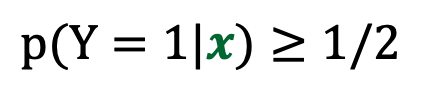 p(Y = 1|x) ≥ 1/2